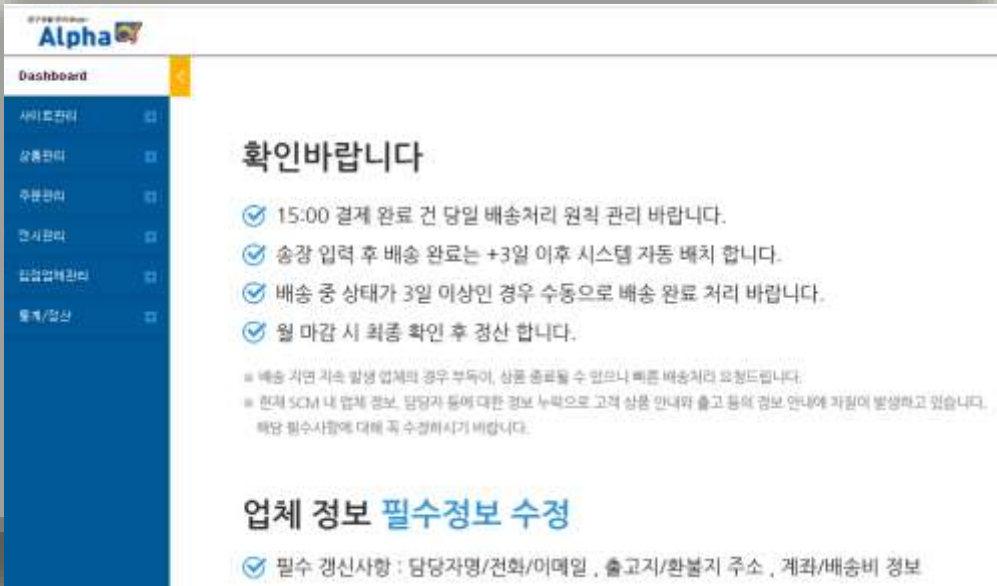 Alpha
Dashboard
사이트관리
상품관리
주문관리
전시관리
입점업체관리
통계/정산
확인바랍니다
15:00 결제 완료 건 당일 배송처리 원칙 관리 바랍니다.
송장 입력 후 배송 완료는 +3일 이후 시스템 자동 배치 합니다.
배송 중 상태가 3일 이상인 경우 수동으로 배송 완료 처리 바랍니다.
월 마감 시 최종 확인 후 정산 합니다.
※ 배송 지연 지속 발생 업체의 경우 부득이, 상품 종료될 수 있으니 빠른 배송처리 요청드립니다.
※ 현재 SCM 내 업체 정보, 담당자 등에 대한 정보 누락으로 고객 상품 안내와 출고 등의 정보 안내에 차질이 발생하고 있습니다.
해당 필수사항에 대해 꼭 수정하시기 바랍니다.
업체 정보 필수정보 수정
필수 갱신사항 : 담당자명/전화/이메일 , 출고지/환불지 주소 , 계좌/배송비 정보